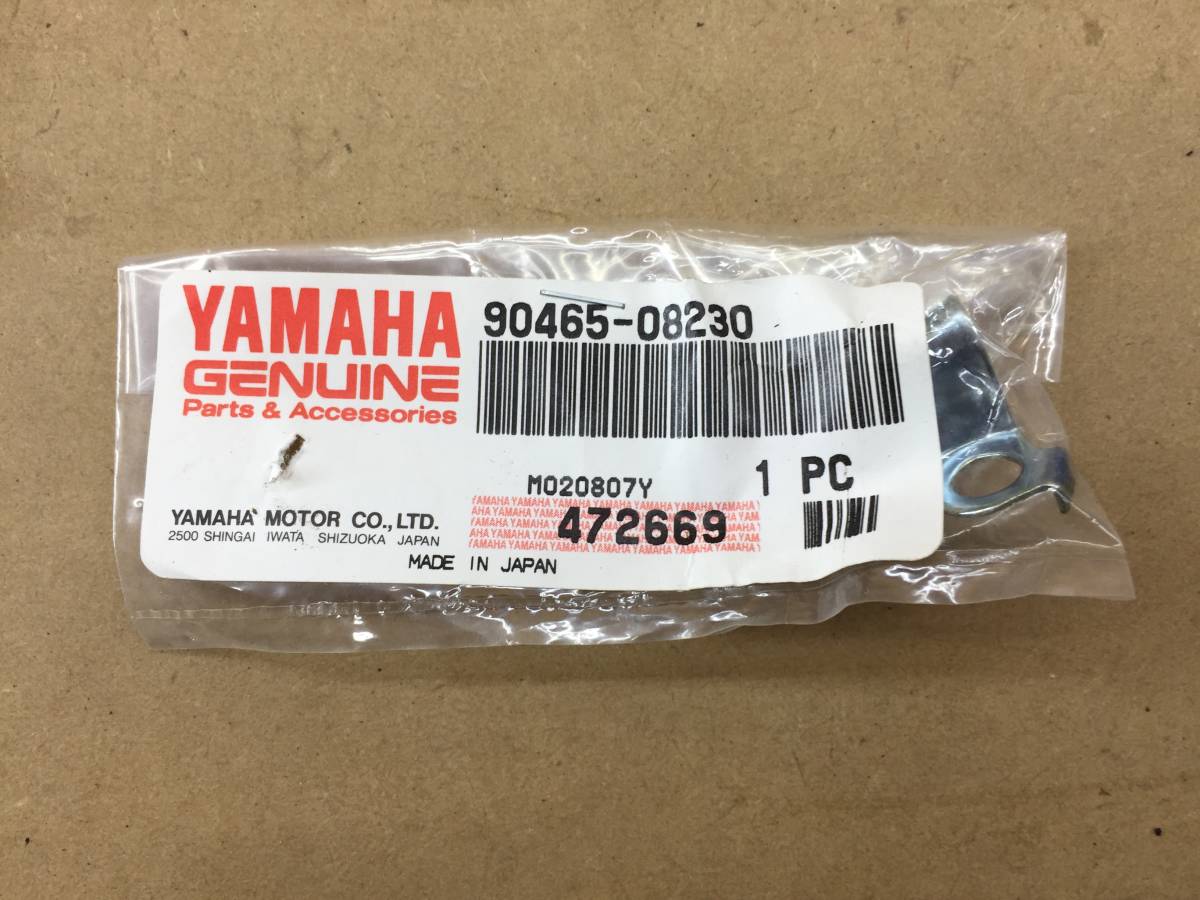 YAMAHA
GENUINE
Parts & Accessories
90465-08230
M020807Y
1 PC
472669
YAMAHA MOTOR CO.,LTD.
2500 SHINGAI IWATA SHIZUOKA JAPAN
MADE IN JAPAN